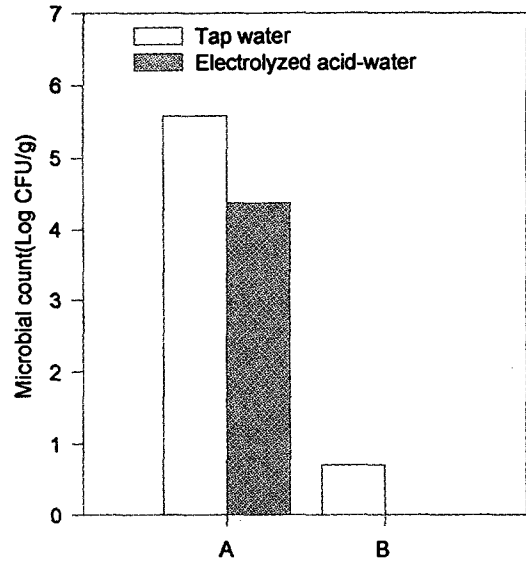 7
Tap water
Electrolyzed acid-water
6
5
4
3
2
1
0
Microbial count(Log CFU/g)
A B